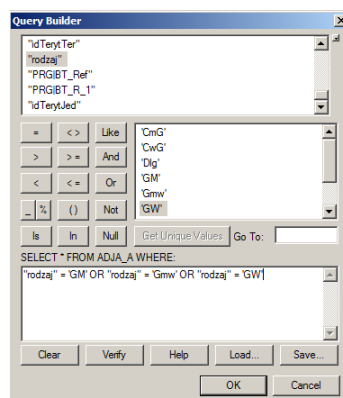 Query Builder
"idTerytTer"
"rodzaj"
"PRG|BT_Ref"
"PRG|BT_R_1"
"idTerytJed"
= < > Like
> > = And
< < = Or
_ % () Not
Is In Null
'CmG'
'CwG'
'Dlg'
'GM'
'Gmw'
'GW'
Get Unique Values Go To:
SELECT * FROM ADJA_A WHERE:
"rodzaj" = 'GM' OR "rodzaj" = 'Gmw' OR "rodzaj" = 'GW'
Clear Verify Help Load... Save...
OK Cancel